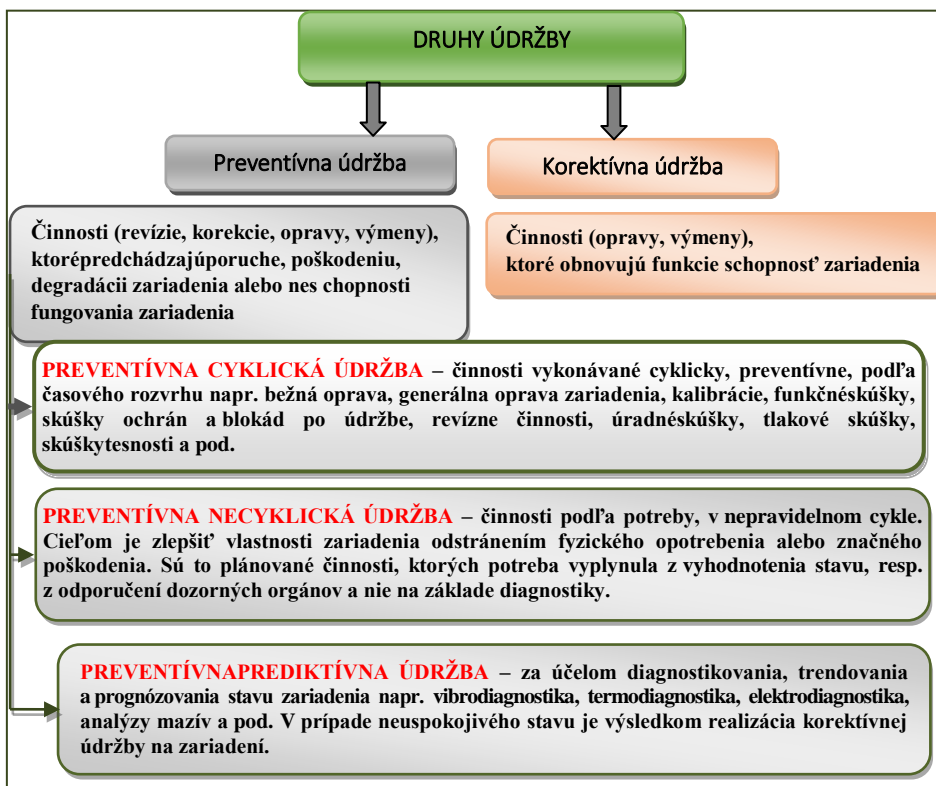 DRUHY ÚDRŽBY
Preventívna údržba
Korektívna údržba
Činnosti (revízie, korekcie, opravy, výmeny),
ktorépredchádzajúporuche, poškodeniu,
degradácii zariadenia alebo nes chopnosti
fungovania zariadenia
Činnosti (opravy, výmeny),
ktoré obnovujú funkcie schopnosť zariadenia
PREVENTÍVNA CYKLICKÁ ÚDRŽBA – činnosti vykonávané cyklicky, preventívne, podľa
časového rozvrhu napr. bežná oprava, generálna oprava zariadenia, kalibrácie, funkčnéskúšky,
skúšky ochrán a blokád po údržbe, revízne činnosti, úradnéskúšky, tlakové skúšky,
skúškytesnosti a pod.
PREVENTÍVNA NECYKLICKÁ ÚDRŽBA – činnosti podľa potreby, v nepravidelnom cykle.
Cieľom je zlepšiť vlastnosti zariadenia odstránením fyzického opotrebenia alebo značného
poškodenia. Sú to plánované činnosti, ktorých potreba vyplynula z vyhodnotenia stavu, resp.
z odporučení dozorných orgánov a nie na základe diagnostiky.
PREVENTÍVNAPREDIKTÍVNA ÚDRŽBA – za účelom diagnostikovania, trendovania
a prognózovania stavu zariadenia napr. vibrodiagnostika, termodiagnostika, elektrodiagnostika,
analýzy mazív a pod. V prípade neuspokojivého stavu je výsledkom realizácia korektívnej
údržby na zariadení.